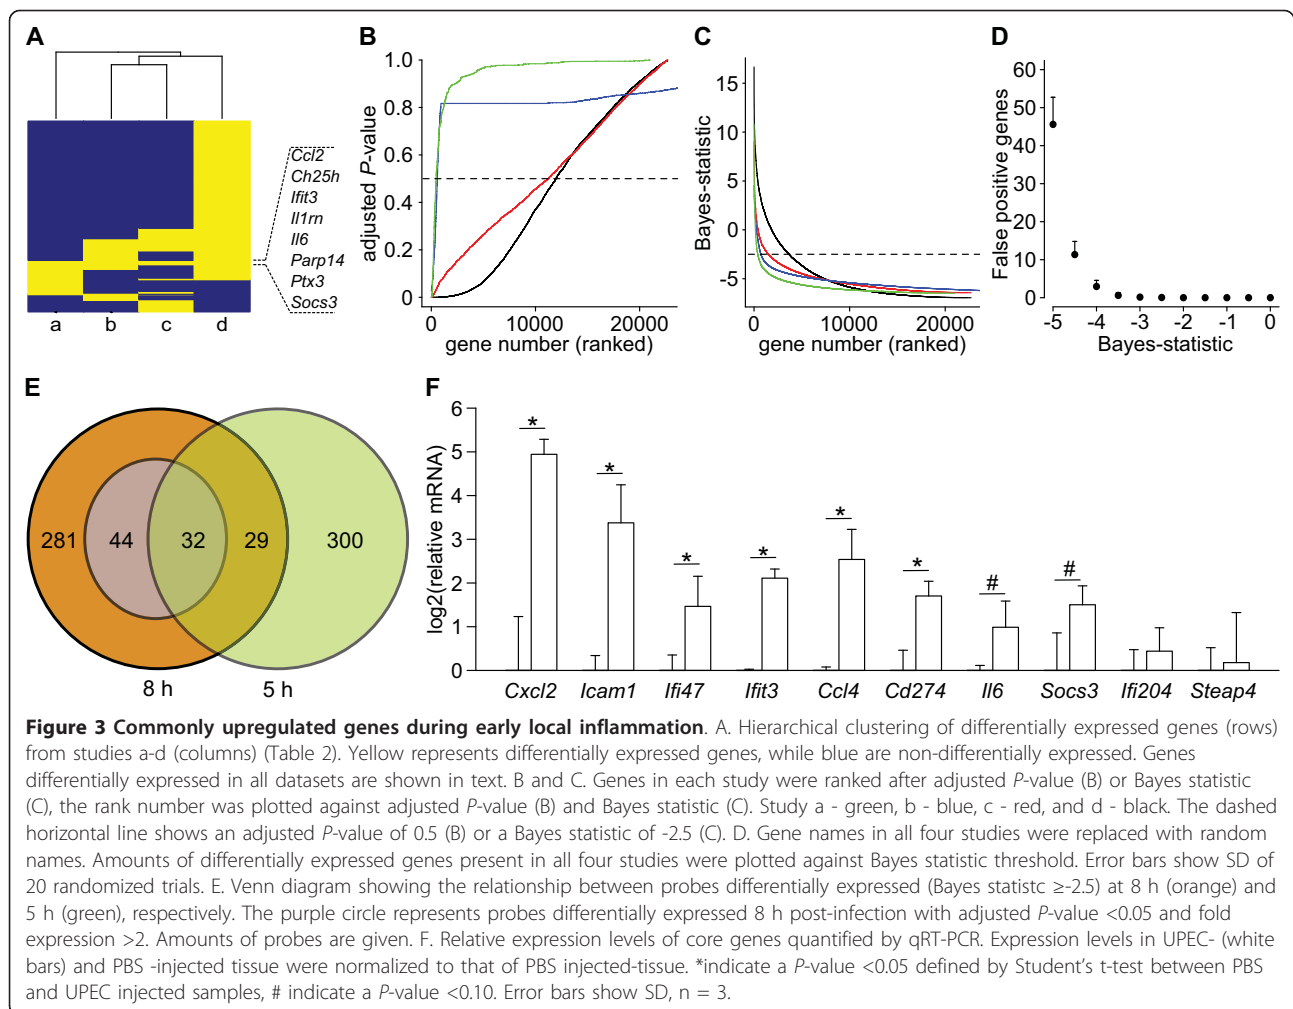 A
Ccl2
Ch25h
Ifit3
Il1rn
Il6
Parp14
Ptx3
Socs3
a b c d
B
adjusted P-value
1.0
0.8
0.6
0.4
0.2
0
0 10000 20000
gene number (ranked)
C
Bayes-statistic
15
10
5
0
-5
0 10000 20000
gene number (ranked)
D
False positive genes
60
50
40
30
20
10
0
-5 -4 -3 -2 -1 0
Bayes-statistic
E
281 44 32 29 300
8 h 5 h
F
log2(relative mRNA)
6
5
4
3
2
1
0
* * * * * * # #
Cxcl2 Icam1 Ifi47 Ifit3 Ccl4 Cd274 Il6 Socs3 Ifi204 Steap4
Figure 3 Commonly upregulated genes during early local inflammation. A. Hierarchical clustering of differentially expressed genes (rows)
from studies a-d (columns) (Table 2). Yellow represents differentially expressed genes, while blue are non-differentially expressed. Genes
differentially expressed in all datasets are shown in text. B and C. Genes in each study were ranked after adjusted P-value (B) or Bayes statistic
(C), the rank number was plotted against adjusted P-value (B) and Bayes statistic (C). Study a - green, b - blue, c - red, and d - black. The dashed
horizontal line shows an adjusted P-value of 0.5 (B) or a Bayes statistic of -2.5 (C). D. Gene names in all four studies were replaced with random
names. Amounts of differentially expressed genes present in all four studies were plotted against Bayes statistic threshold. Error bars show SD of
20 randomized trials. E. Venn diagram showing the relationship between probes differentially expressed (Bayes statistc ≥-2.5) at 8 h (orange) and
5 h (green), respectively. The purple circle represents probes differentially expressed 8 h post-infection with adjusted P-value <0.05 and fold
expression >2. Amounts of probes are given. F. Relative expression levels of core genes quantified by qRT-PCR. Expression levels in UPEC- (white
bars) and PBS -injected tissue were normalized to that of PBS injected-tissue. *indicate a P-value <0.05 defined by Student's t-test between PBS
and UPEC injected samples, # indicate a P-value <0.10. Error bars show SD, n = 3.